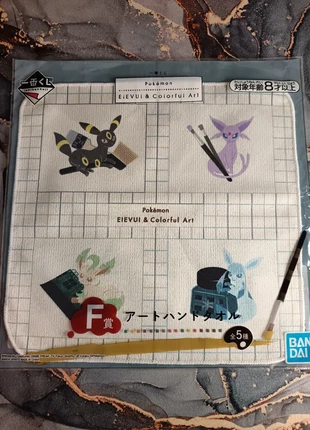 一番くじ
Pokémon
EIEVUI & Colorful Art
対象年齢8才以上
Pokémon
EIEVUI & Colorful Art
F賞
アートハンドタオル
全5種
BANDAI